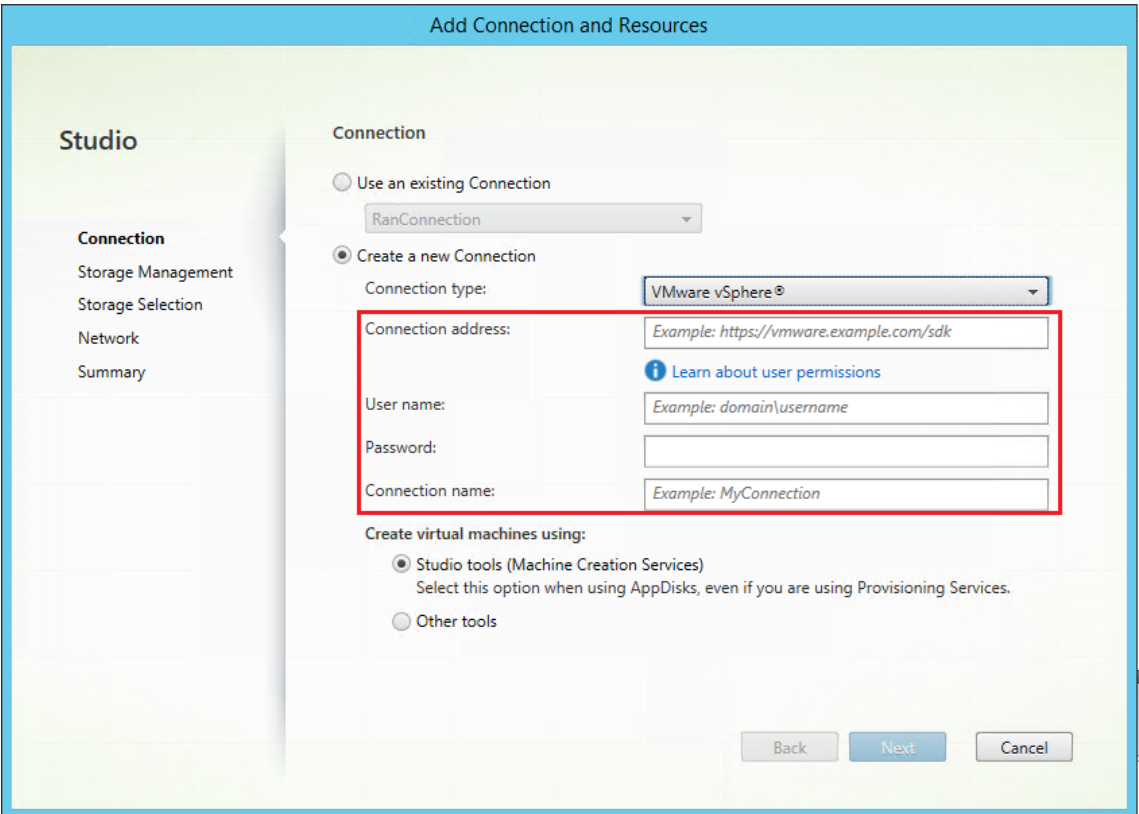 Add Connection and Resources
Studio
Connection
Storage Management
Storage Selection
Network
Summary
Connection
Use an existing Connection
RanConnection
Create a new Connection
Connection type: VMware vSphere®
Connection address: Example: https://vmware.example.com/sdk
Learn about user permissions
User name: Example: domain\username
Password:
Connection name: Example: MyConnection
Create virtual machines using:
Studio tools (Machine Creation Services)
Select this option when using AppDisks, even if you are using Provisioning Services.
Other tools
Back Next Cancel